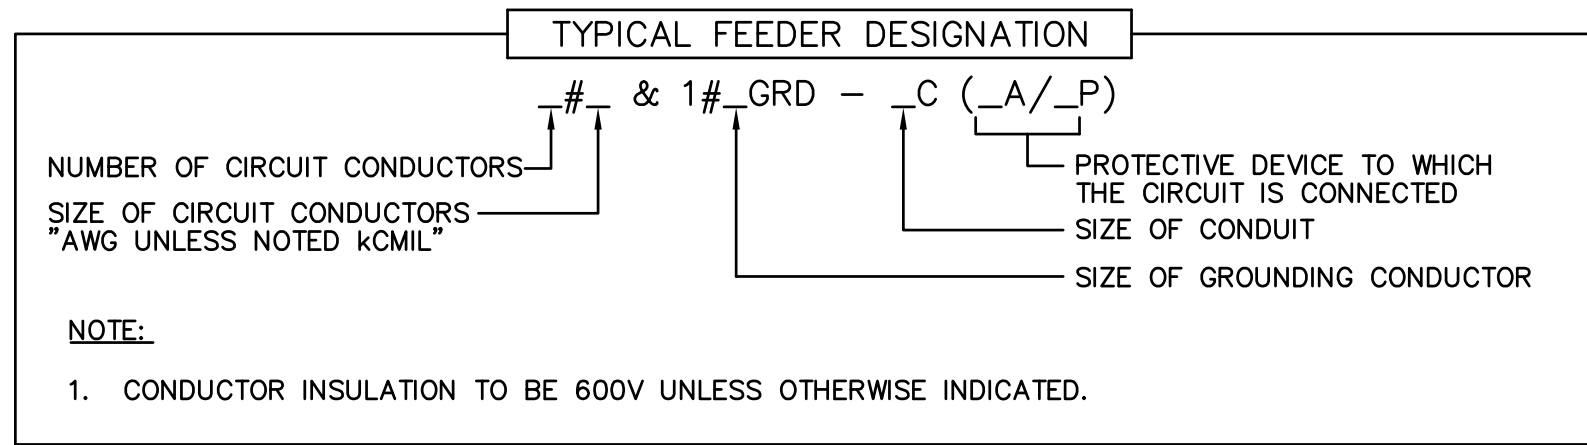 TYPICAL FEEDER DESIGNATION
_#_ & 1#_GRD - _C (_A/_P)
NUMBER OF CIRCUIT CONDUCTORS
SIZE OF CIRCUIT CONDUCTORS
"AWG UNLESS NOTED kCMIL"
PROTECTIVE DEVICE TO WHICH
THE CIRCUIT IS CONNECTED
SIZE OF CONDUIT
SIZE OF GROUNDING CONDUCTOR
NOTE:
1. CONDUCTOR INSULATION TO BE 600V UNLESS OTHERWISE INDICATED.